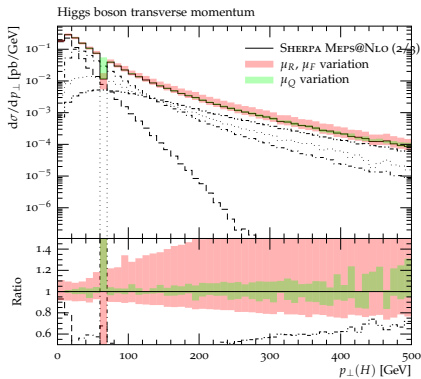 Higgs boson transverse momentum
dσ/dp⊥ [pb/GeV]
10⁻¹
10⁻²
10⁻³
10⁻⁴
10⁻⁵
10⁻⁶
SHERPA MEPS@NLO (2/3)
μR, μF variation
μQ variation
Ratio
1.4
1.2
1
0.8
0.6
0 100 200 300 400 500
p⊥(H) [GeV]